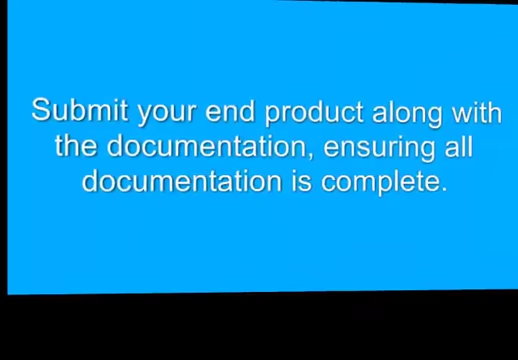 Submit your end product along with
the documentation, ensuring all
documentation is complete.